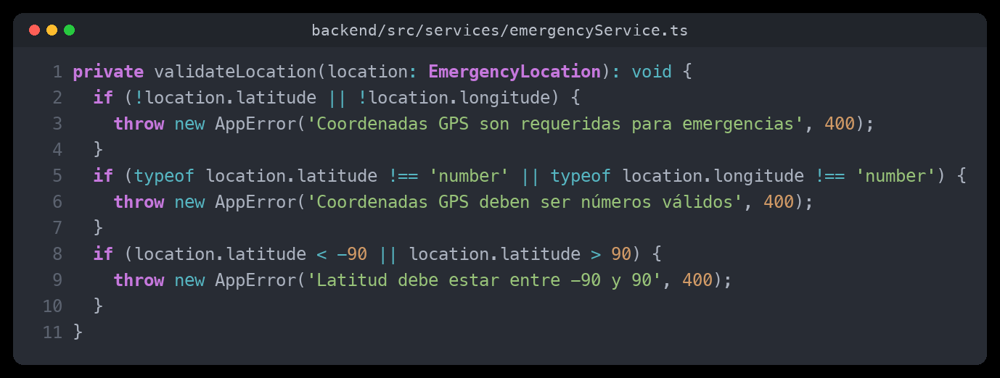 backend/src/services/emergencyService.ts
1 private validateLocation(location: EmergencyLocation): void {
2   if (!location.latitude || !location.longitude) {
3     throw new AppError('Coordenadas GPS son requeridas para emergencias', 400);
4   }
5   if (typeof location.latitude !== 'number' || typeof location.longitude !== 'number') {
6     throw new AppError('Coordenadas GPS deben ser números válidos', 400);
7   }
8   if (location.latitude < -90 || location.latitude > 90) {
9     throw new AppError('Latitud debe estar entre -90 y 90', 400);
10   }
11 }